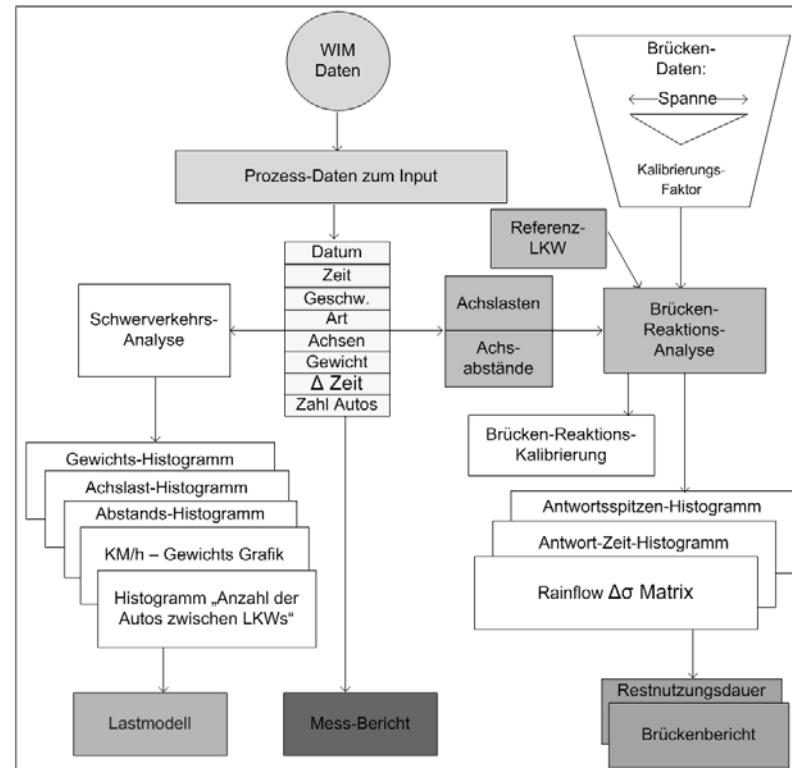 WIM
Daten
Prozess-Daten zum Input
Brücken-
Daten:
Spanne
Kalibrierungs-
Faktor
Referenz-
LKW
Datum
Zeit
Geschw.
Art
Achsen
Gewicht
Δ Zeit
Zahl Autos
Schwerverkehrs-
Analyse
Achslasten
Achs-
abstände
Brücken-
Reaktions-
Analyse
Brücken-Reaktions-
Kalibrierung
Gewichts-Histogramm
Achslast-Histogramm
Abstands-Histogramm
KM/h – Gewichts Grafik
Histogramm „Anzahl der
Autos zwischen LKWs“
Antwortsspitzen-Histogramm
Antwort-Zeit-Histogramm
Rainflow Δσ Matrix
Lastmodell
Mess-Bericht
Restnutzungsdauer
Brückenbericht